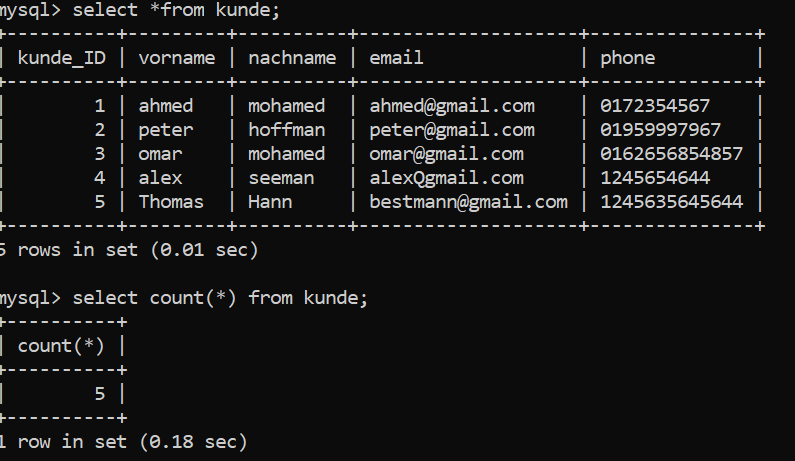 mysql> select *from kunde;
+----------+---------+----------+--------------------+---------------+
| kunde_ID | vorname | nachname | email              | phone         |
+----------+---------+----------+--------------------+---------------+
|        1 | ahmed   | mohamed  | ahmed@gmail.com    | 0172354567    |
|        2 | peter   | hoffman  | peter@gmail.com    | 01959997967   |
|        3 | omar    | mohamed  | omar@gmail.com     | 0162656854857 |
|        4 | alex    | seeman   | alexQgmail.com     | 1245654644    |
|        5 | Thomas  | Hann     | bestmann@gmail.com | 1245635645644 |
+----------+---------+----------+--------------------+---------------+
5 rows in set (0.01 sec)
mysql> select count(*) from kunde;
+----------+
| count(*) |
+----------+
|        5 |
+----------+
1 row in set (0.18 sec)